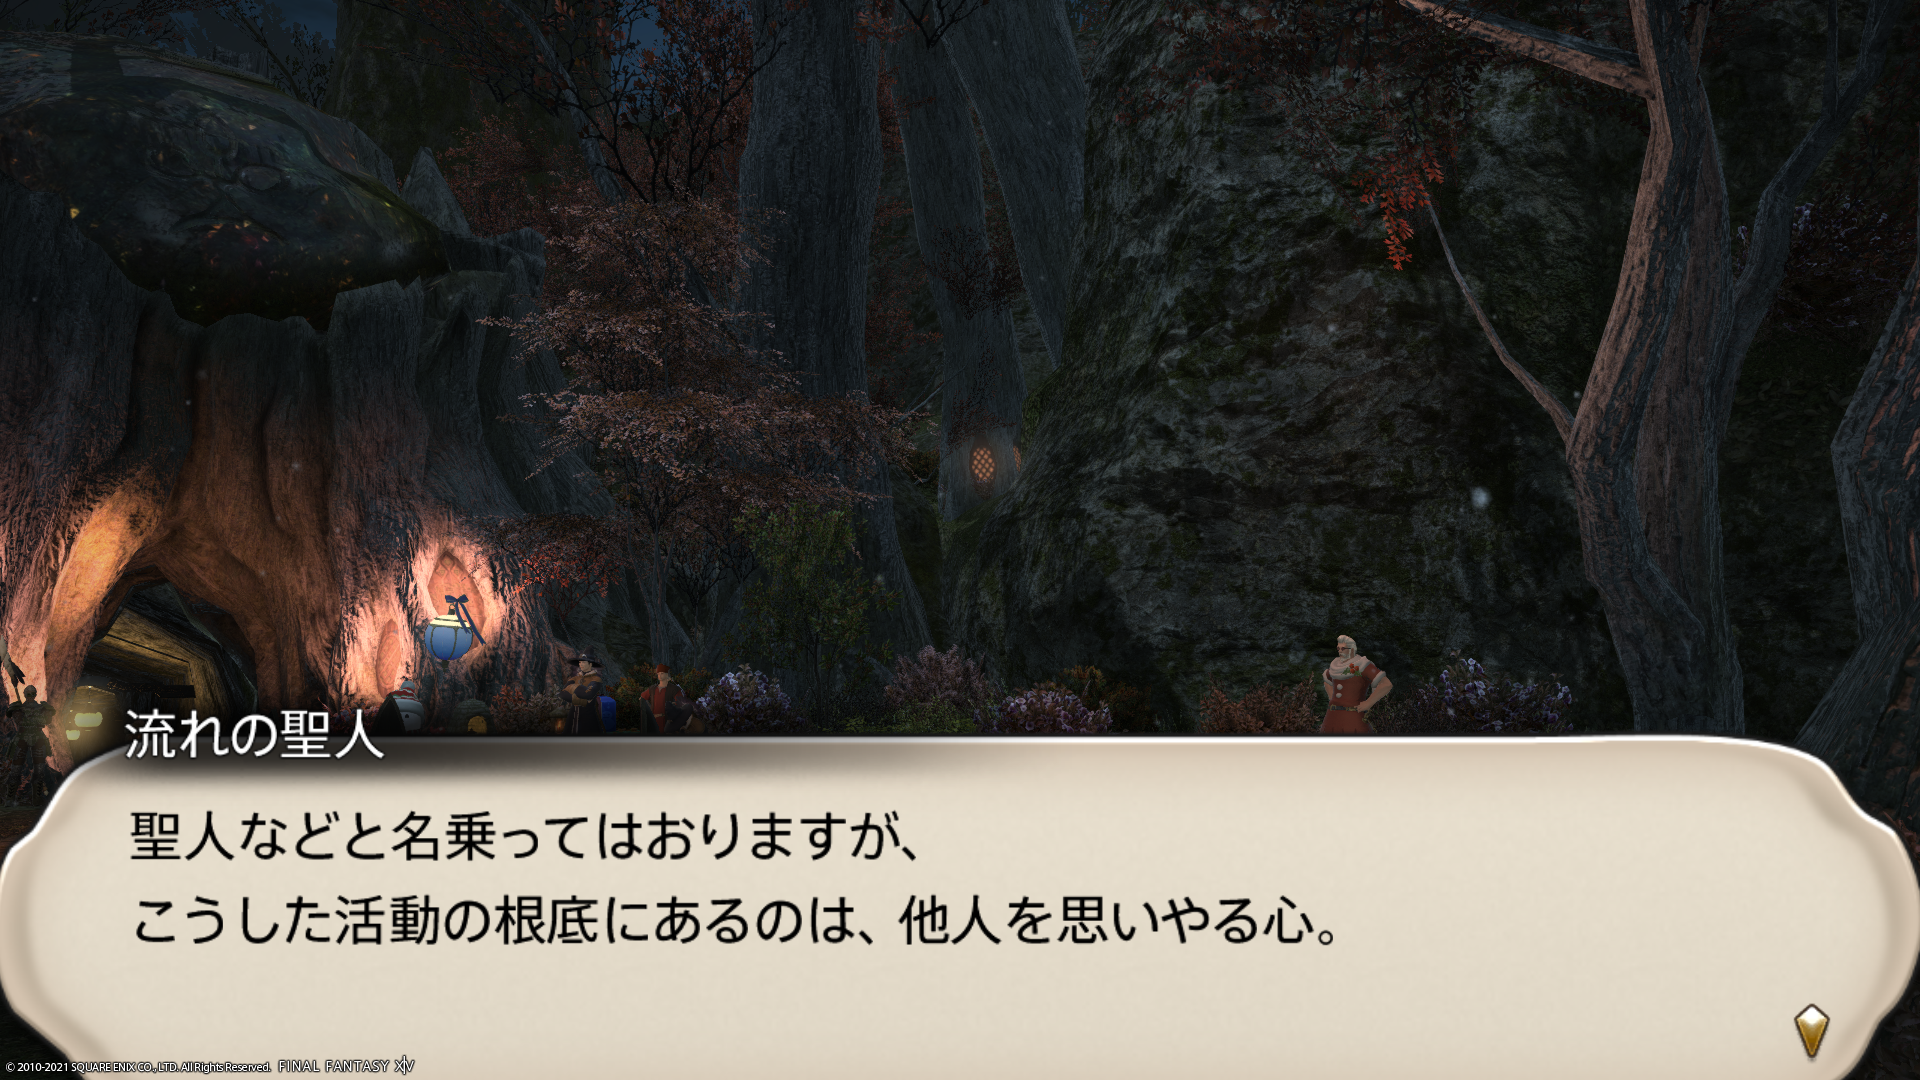 流れの聖人
聖人などと名乗ってはおりますが、
こうした活動の根底にあるのは、他人を思いやる心。
© 2010-2021 SQUARE ENIX CO., LTD. All Rights Reserved. FINAL FANTASY XIV